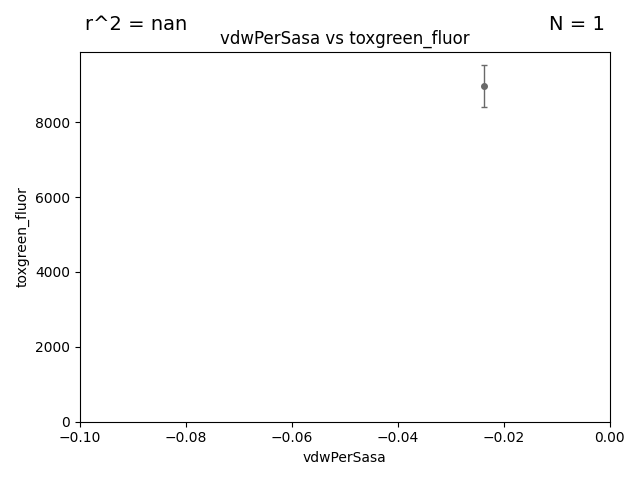 r^2 = nan
N = 1
vdwPerSasa vs toxgreen_fluor
toxgreen_fluor
8000
6000
4000
2000
0
−0.10
−0.08
−0.06
−0.04
−0.02
0.00
vdwPerSasa